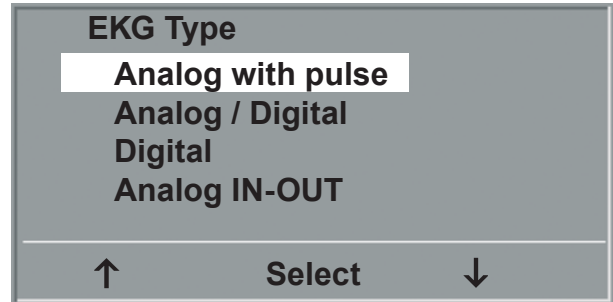 EKG Type
Analog with pulse
Analog / Digital
Digital
Analog IN-OUT
↑ Select ↓